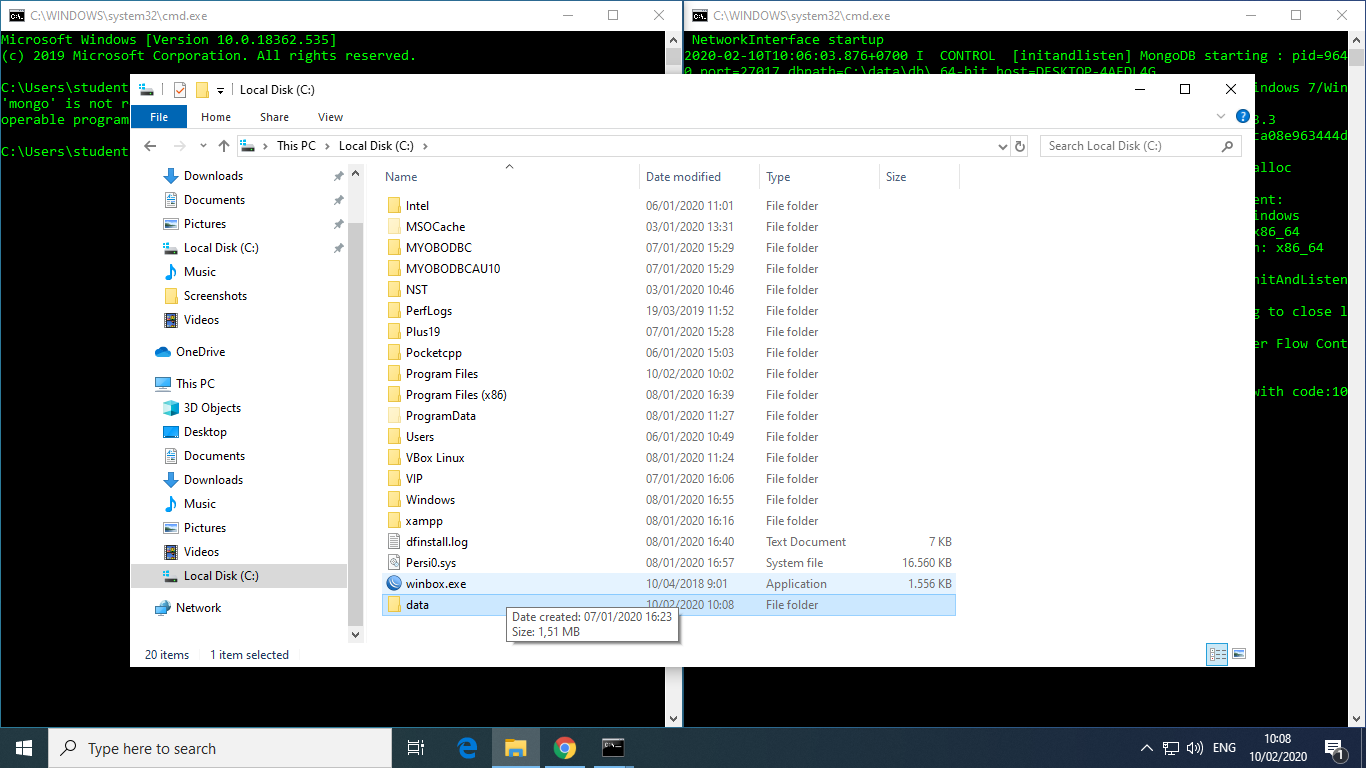 C:\WINDOWS\system32\cmd.exe
Microsoft Windows [Version 10.0.18362.535]
(c) 2019 Microsoft Corporation. All rights reserved.
C:\Users\student
'mongo' is not r
operable program
C:\Users\student
C:\WINDOWS\system32\cmd.exe
NetworkInterface startup
2020-02-10T10:06:03.876+0700 I  CONTROL  [initandlisten] MongoDB starting : pid=964
0 port=27017 dbpath=C:\data\db\ 64-bit host=DESKTOP-4AEDL4G
indows 7/Win
3.3
ca08e963444d
alloc
ent:
indows
x86_64
n: x86_64
nitAndListen
g to close l
er Flow Cont
with code:10
Local Disk (C:)
File Home Share View
This PC Local Disk (C:)
Search Local Disk (C:)
Downloads
Documents
Pictures
Local Disk (C:)
Music
Screenshots
Videos
OneDrive
This PC
3D Objects
Desktop
Documents
Downloads
Music
Pictures
Videos
Local Disk (C:)
Network
Name Date modified Type Size
Intel 06/01/2020 11:01 File folder
MSOCache 03/01/2020 13:31 File folder
MYOBODBC 07/01/2020 15:29 File folder
MYOBODBCAU10 07/01/2020 15:29 File folder
NST 03/01/2020 10:46 File folder
PerfLogs 19/03/2019 11:52 File folder
Plus19 07/01/2020 15:28 File folder
Pocketcpp 06/01/2020 15:03 File folder
Program Files 10/02/2020 10:02 File folder
Program Files (x86) 08/01/2020 16:39 File folder
ProgramData 08/01/2020 11:27 File folder
Users 06/01/2020 10:49 File folder
VBox Linux 08/01/2020 11:24 File folder
VIP 07/01/2020 16:06 File folder
Windows 08/01/2020 16:55 File folder
xampp 08/01/2020 16:16 File folder
dfinstall.log 08/01/2020 16:40 Text Document 7 KB
Persi0.sys 08/01/2020 16:57 System file 16.560 KB
winbox.exe 10/04/2018 9:01 Application 1.556 KB
data 10/02/2020 10:08 File folder
Date created: 07/01/2020 16:23
Size: 1,51 MB
20 items 1 item selected
Type here to search
ENG
10:08
10/02/2020
1